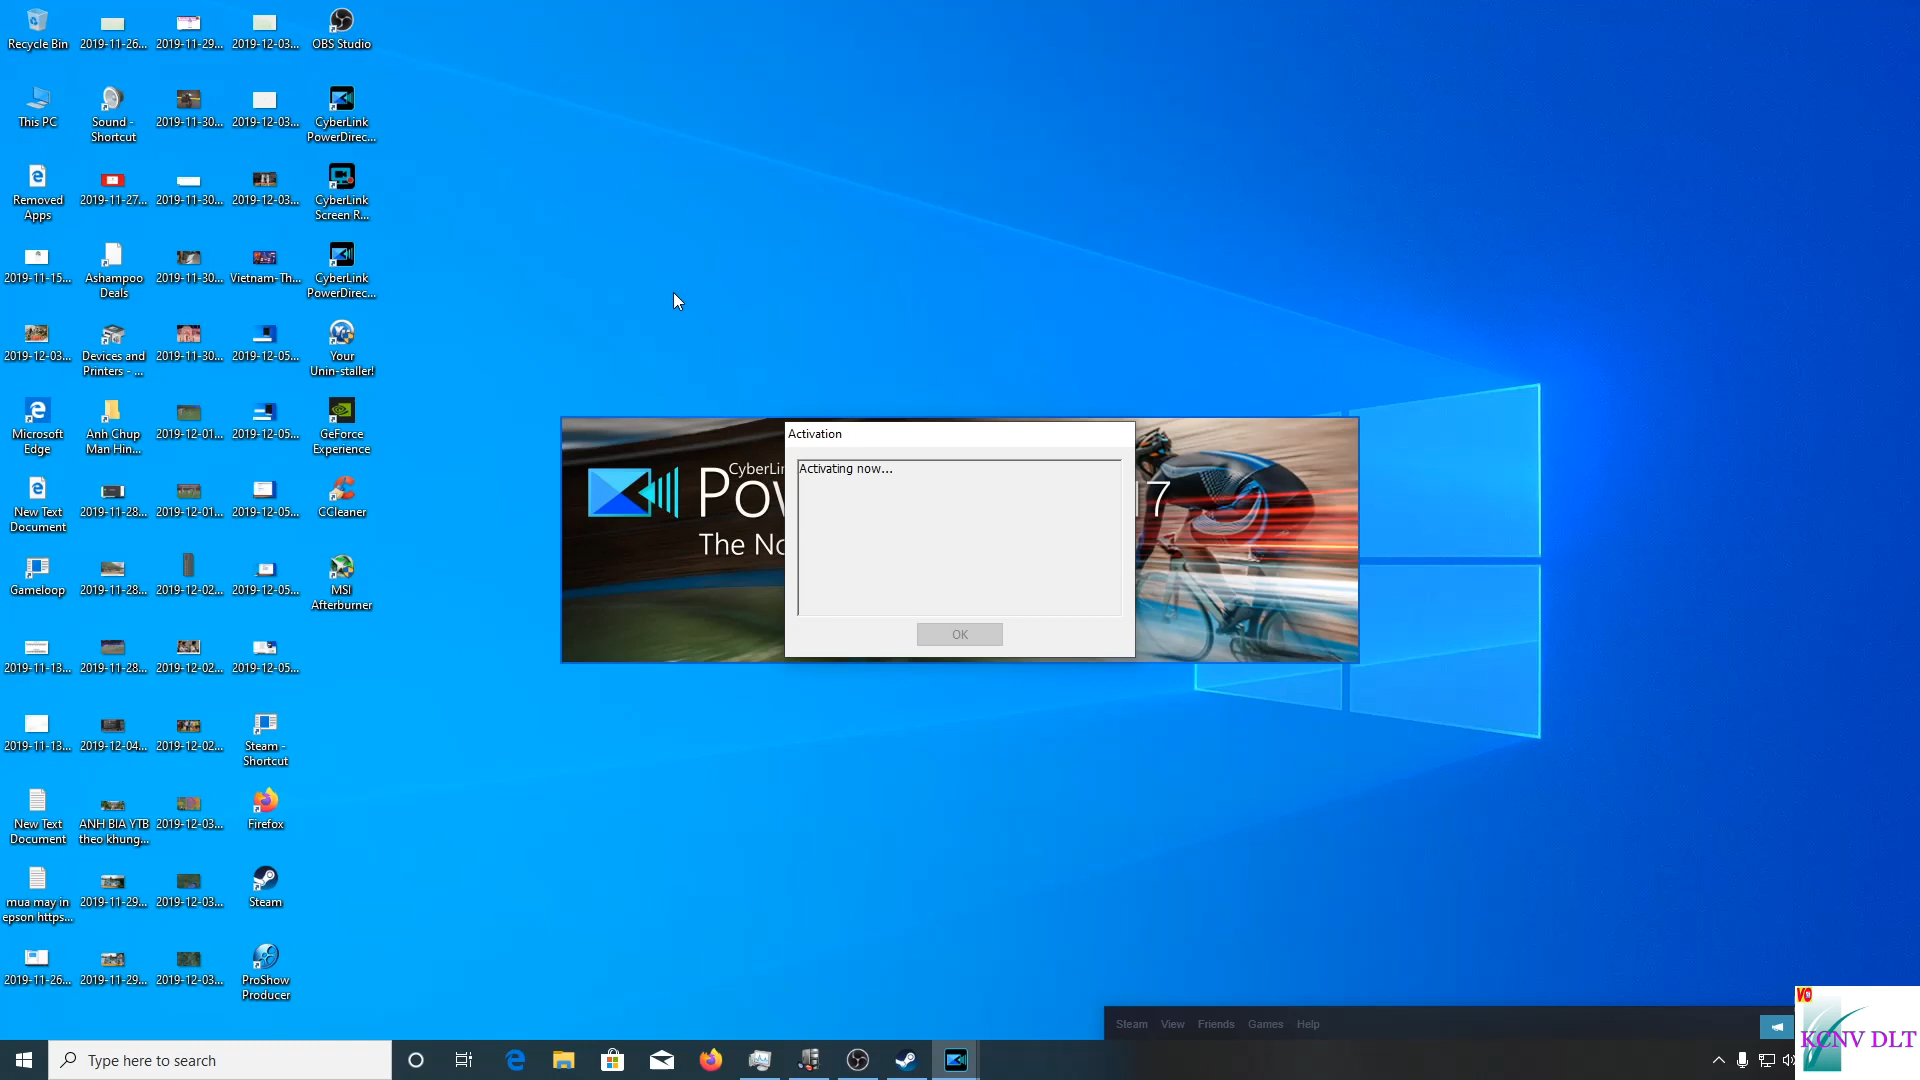 Recycle Bin
2019-11-26...
2019-11-29...
2019-12-03...
OBS Studio
This PC
Sound -
Shortcut
2019-11-30...
2019-12-03...
CyberLink
PowerDirec...
Removed
Apps
2019-11-27...
2019-11-30...
2019-12-03...
CyberLink
Screen R...
2019-11-15...
Ashampoo
Deals
2019-11-30...
Vietnam-Th...
CyberLink
PowerDirec...
2019-12-03...
Devices and
Printers - ...
2019-11-30...
2019-12-05...
Your
Unin-staller!
Microsoft
Edge
Anh Chup
Man Hin...
2019-12-01...
2019-12-05...
GeForce
Experience
New Text
Document
2019-11-28...
2019-12-01...
2019-12-05...
CCleaner
Gameloop
2019-11-28...
2019-12-02...
2019-12-05...
MSI
Afterburner
2019-11-13...
2019-11-28...
2019-12-02...
2019-12-05...
2019-11-13...
2019-12-04...
2019-12-02...
Steam -
Shortcut
New Text
Document
ANH BIA YTB
theo khung...
2019-12-03...
Firefox
mua may in
epson https...
2019-11-29...
2019-12-03...
Steam
2019-11-26...
2019-11-29...
2019-12-03...
ProShow
Producer
Activation
Activating now...
OK
CyberLin
Pow
17
The No
Steam View Friends Games Help
VO
KCNV DLT
Type here to search